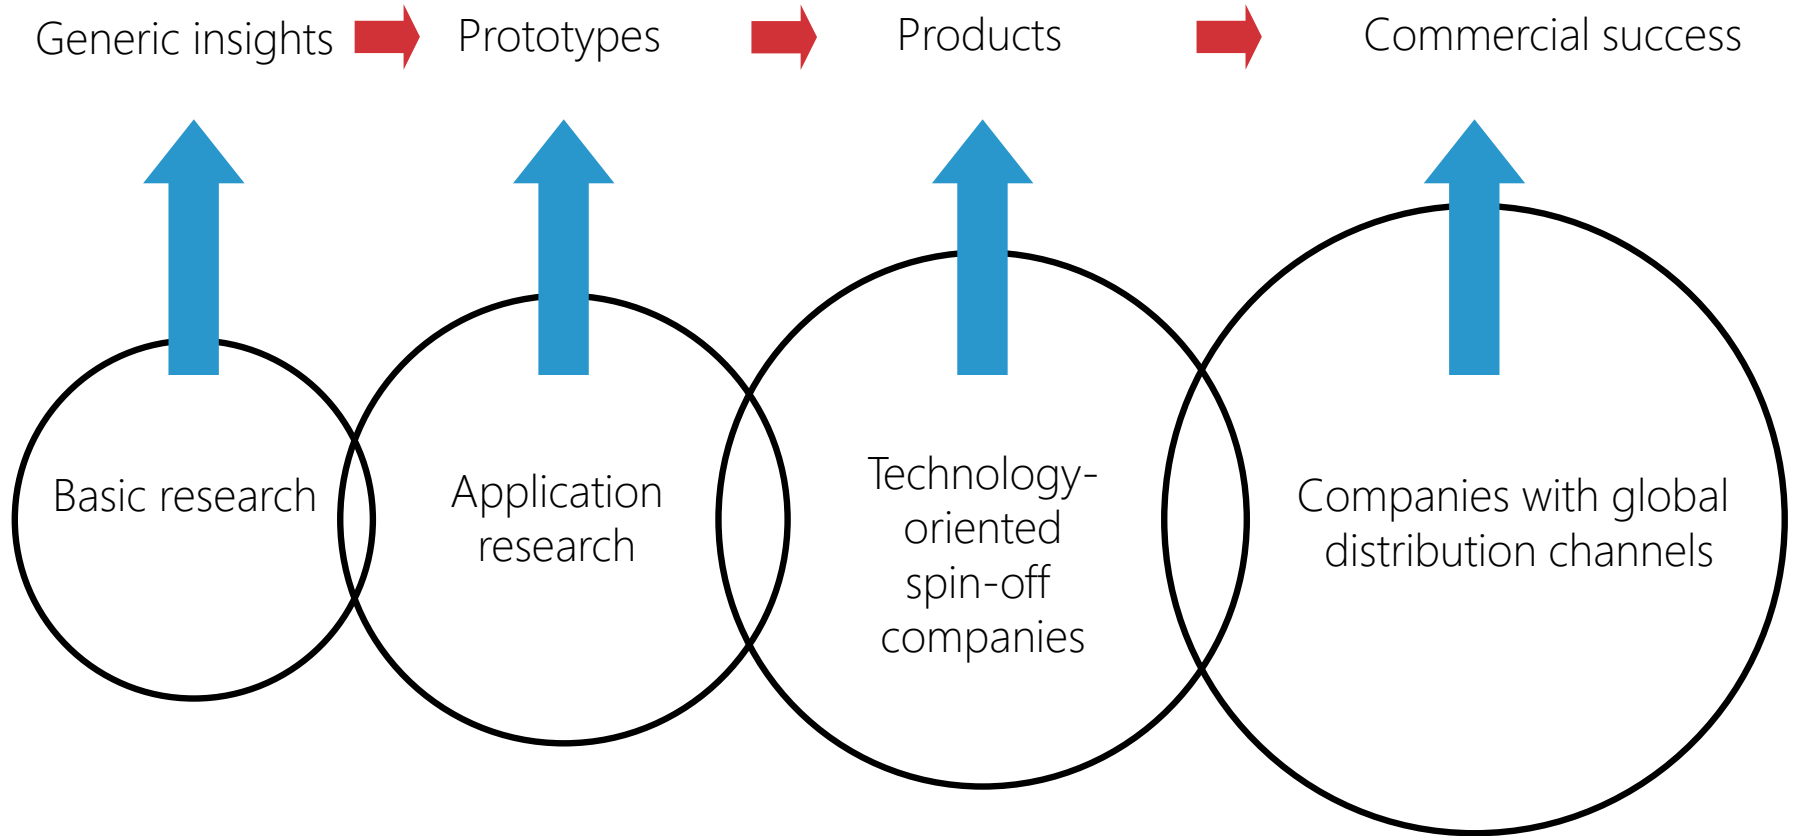 Generic insights
Prototypes
Products
Commercial success
Basic research
Application
research
Technology-
oriented
spin-off
companies
Companies with global
distribution channels